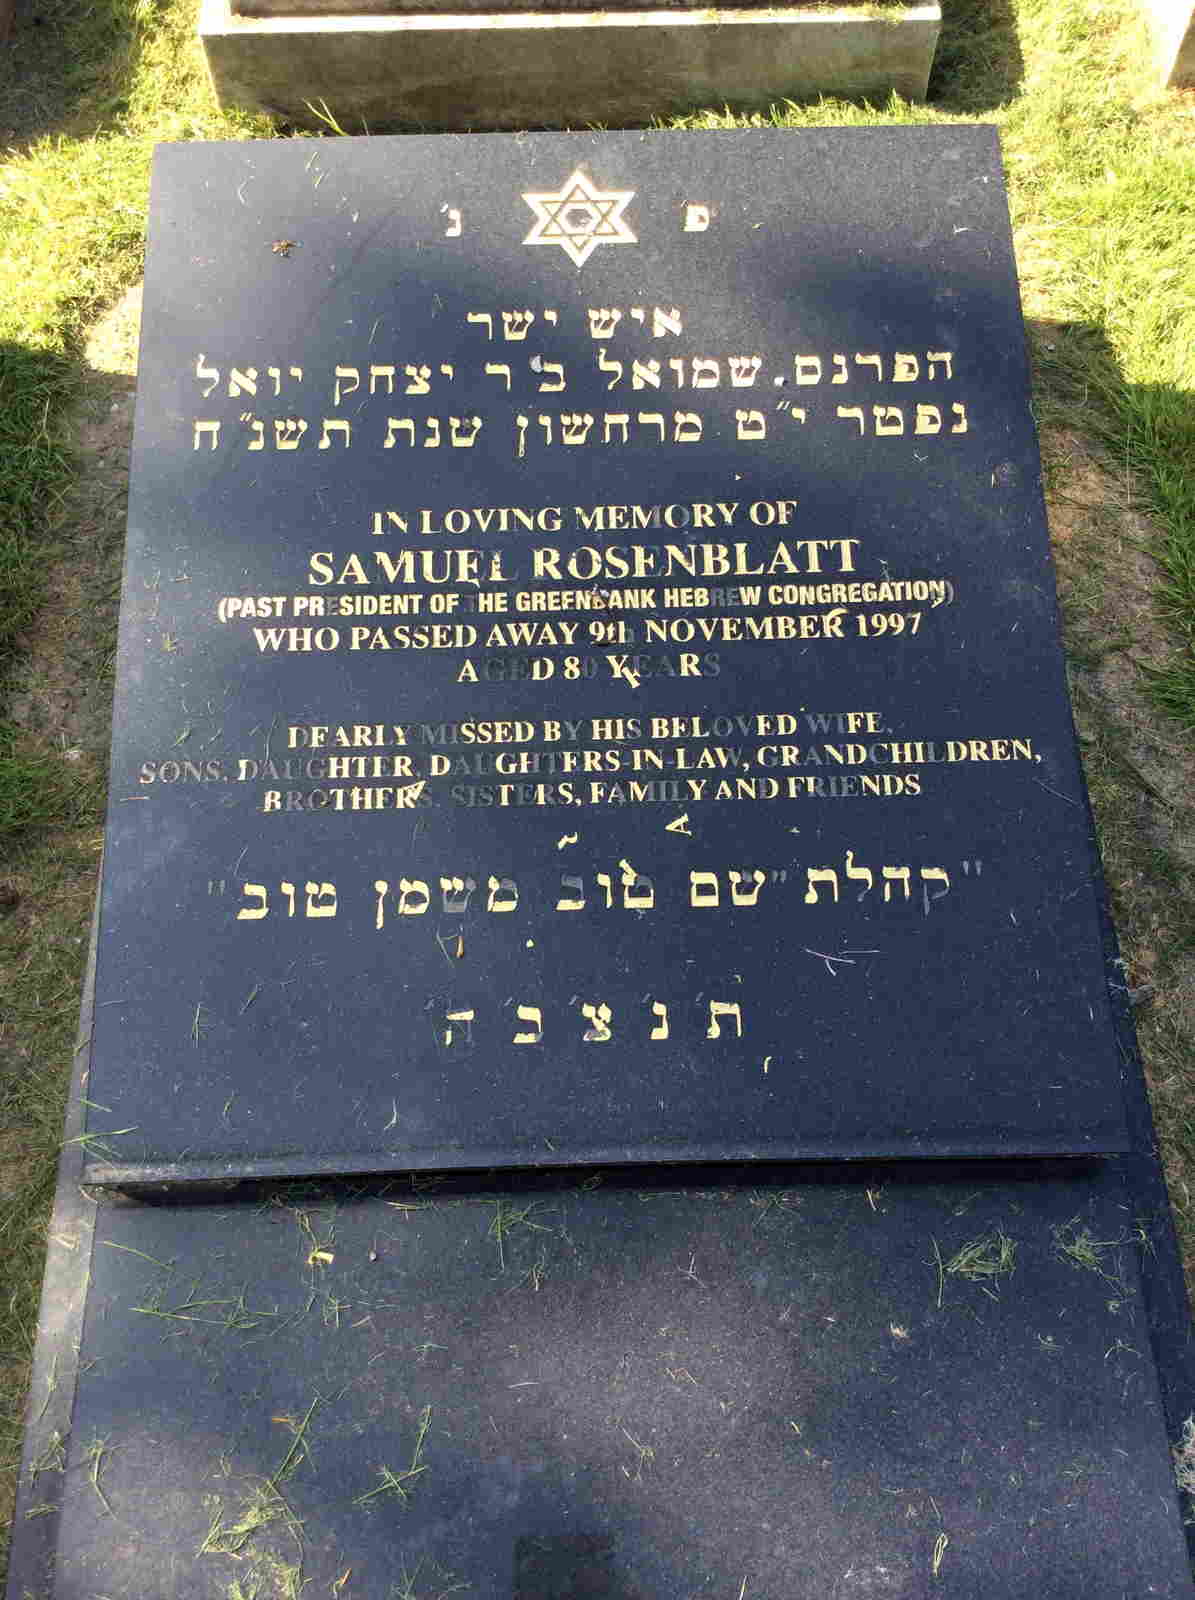 פ' נ'
איש ישר
הפרנס. שמואל ב'ר יצחק יואל
נפטר י"ט מרחשון שנת תשנ"ח
IN LOVING MEMORY OF
SAMUEL ROSENBLATT
(PAST PRESIDENT OF THE GREENBANK HEBREW CONGREGATION)
WHO PASSED AWAY 9th NOVEMBER 1997
AGED 80 YEARS
DEARLY MISSED BY HIS BELOVED WIFE,
SONS, DAUGHTER, DAUGHTERS-IN-LAW, GRANDCHILDREN,
BROTHERS, SISTERS, FAMILY AND FRIENDS
"קהלת "שם טוב משמן טוב"
ת' נ' צ' ב' ה'